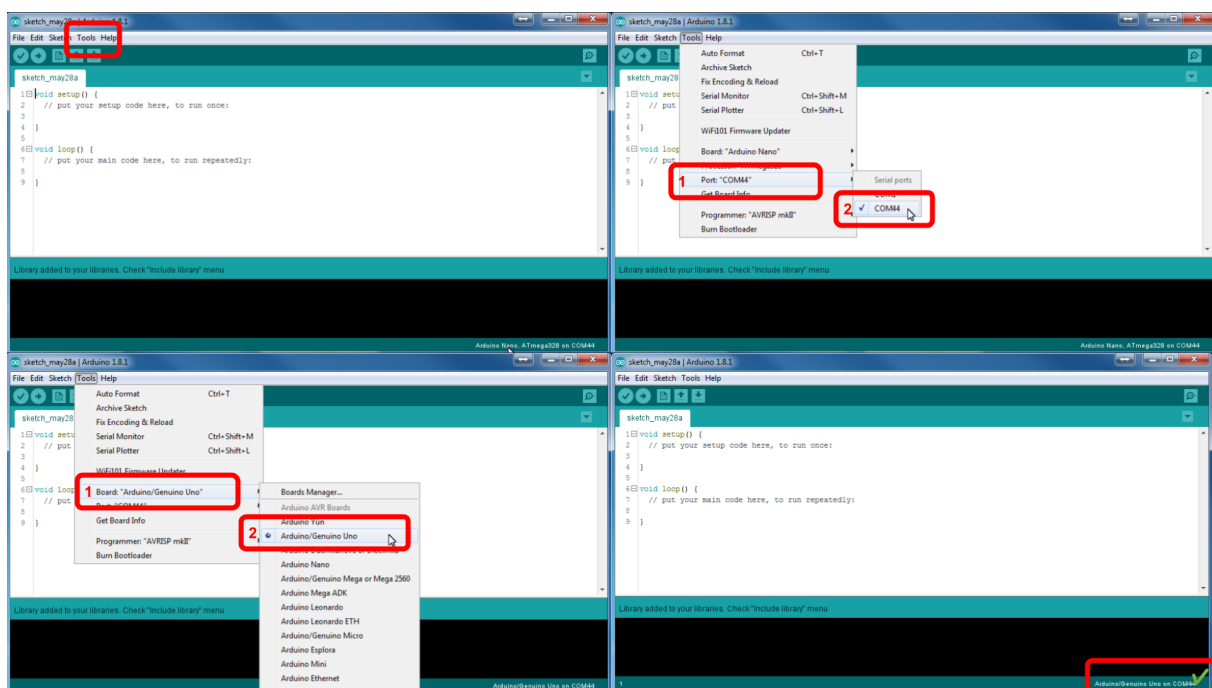 sketch_may28a | Arduino 1.8.1
File Edit Sketch Tools Help
sketch_may28a
1 void setup() {
2 // put your setup code here, to run once:
3
4 }
5
6 void loop() {
7 // put your main code here, to run repeatedly:
8
9 }
Library added to your libraries. Check "Include library" menu
Arduino Nano, ATmega328 on COM44
sketch_may28a | Arduino 1.8.1
File Edit Sketch Tools Help
sketch_may28
Auto Format Ctrl+T
Archive Sketch
Fix Encoding & Reload
Serial Monitor Ctrl+Shift+M
Serial Plotter Ctrl+Shift+L
WiFi101 Firmware Updater
Board: "Arduino Nano"
1 Port: "COM44"
Get Board Info
Programmer: "AVRISP mkII"
Burn Bootloader
Serial ports
2 COM44
1 void setu
2 // put
3
4 }
5
6 void loop
7 // put
8
9 }
Library added to your libraries. Check "Include library" menu
Arduino Nano, ATmega328 on COM44
sketch_may28a | Arduino 1.8.1
File Edit Sketch Tools Help
sketch_may28
Auto Format Ctrl+T
Archive Sketch
Fix Encoding & Reload
Serial Monitor Ctrl+Shift+M
Serial Plotter Ctrl+Shift+L
WiFi101 Firmware Updater
1 Board: "Arduino/Genuino Uno"
Port: "COM44"
Get Board Info
Programmer: "AVRISP mkII"
Burn Bootloader
Boards Manager...
Arduino AVR Boards
Arduino Yún
2 Arduino/Genuino Uno
Arduino Duemilanove or Diecimila
Arduino Nano
Arduino/Genuino Mega or Mega 2560
Arduino Mega ADK
Arduino Leonardo
Arduino Leonardo ETH
Arduino/Genuino Micro
Arduino Esplora
Arduino Mini
Arduino Ethernet
1 void setu
2 // put
3
4 }
5
6 void loop
7 // put
8
9 }
Library added to your libraries. Check "Include library" menu
Arduino/Genuino Uno on COM44
sketch_may28a | Arduino 1.8.1
File Edit Sketch Tools Help
sketch_may28a
1 void setup() {
2 // put your setup code here, to run once:
3
4 }
5
6 void loop() {
7 // put your main code here, to run repeatedly:
8
9 }
Library added to your libraries. Check "Include library" menu
1
Arduino/Genuino Uno on COM44